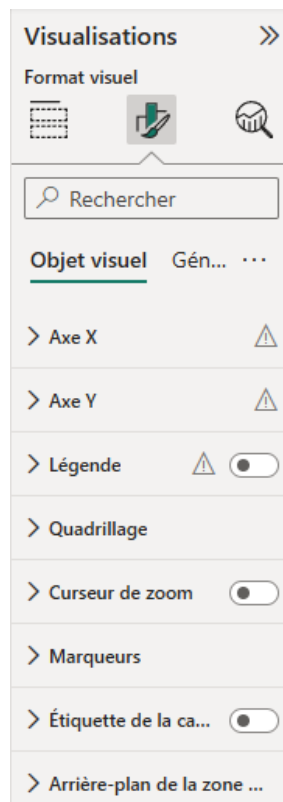 Visualisations
Format visuel
Rechercher
Objet visuel Gén... ...
Axe X
Axe Y
Légende
Quadrillage
Curseur de zoom
Marqueurs
Étiquette de la ca...
Arrière-plan de la zone ...